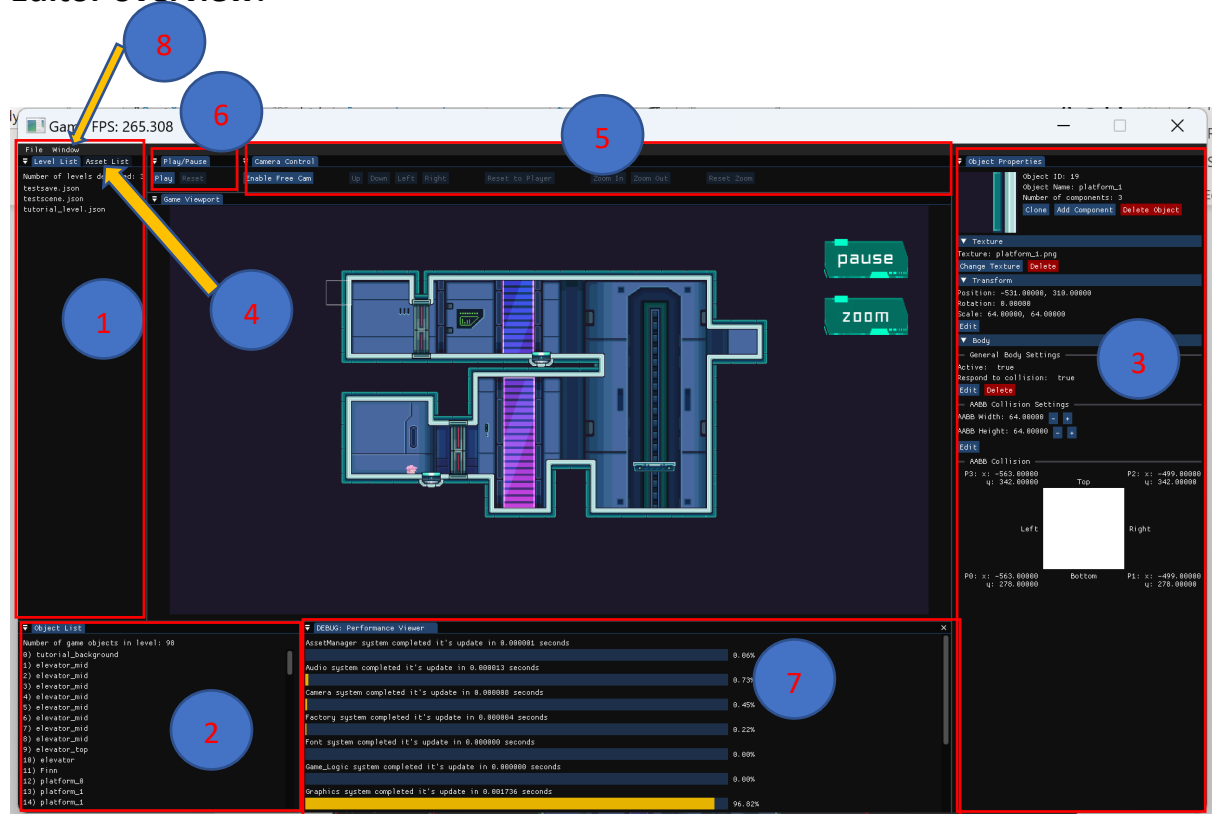 Editor overview:
8
6
5
Game FPS: 265.308
File Window
Level List Asset List
Number of levels de ed: 3
testsave.json
testscene.json
tutorial_level.json
1
4
Play/Pause
Play Reset
Camera Control
Enable Free Cam Up Down Left Right Reset to Player Zoom In Zoom Out Reset Zoom
Game Viewport
pause
zoom
Object Properties
Object ID: 19
Object Name: platform_1
Number of components: 3
Clone Add Component Delete Object
Texture
Texture: platform_1.png
Change Texture Delete
Transform
Position: -531.00000, 310.00000
Rotation: 0.00000
Scale: 64.00000, 64.00000
Edit
Body
General Body Settings
Active: true
Respond to collision: true
Edit Delete
3
AABB Collision Settings
AABB Width: 64.00000 - +
AABB Height: 64.00000 - +
Edit
AABB Collision
P3: x: -563.00000 P2: x: -499.00000
y: 342.00000 Top y: 342.00000
Left Right
P0: x: -563.00000 Bottom P1: x: -499.00000
y: 278.00000 y: 278.00000
Object List
Number of game objects in level: 98
0) tutorial_background
1) elevator_mid
2) elevator_mid
3) elevator_mid
4) elevator_mid
5) elevator_mid
6) elevator_mid
7) elevator_mid
8) elevator_mid
9) elevator_top
10) elevator
11) Finn
12) platform_0
13) platform_1
14) platform_1
2
DEBUG: Performance Viewer
AssetManager system completed it's update in 0.000001 seconds
0.06%
Audio system completed it's update in 0.000013 seconds
0.73%
Camera system completed it's update in 0.000008 seconds
0.45%
Factory system completed it's update in 0.000004 seconds
0.22%
Font system completed it's update in 0.000000 seconds
0.00%
Game_Logic system completed it's update in 0.000000 seconds
0.00%
Graphics system completed it's update in 0.001736 seconds
96.82%
7